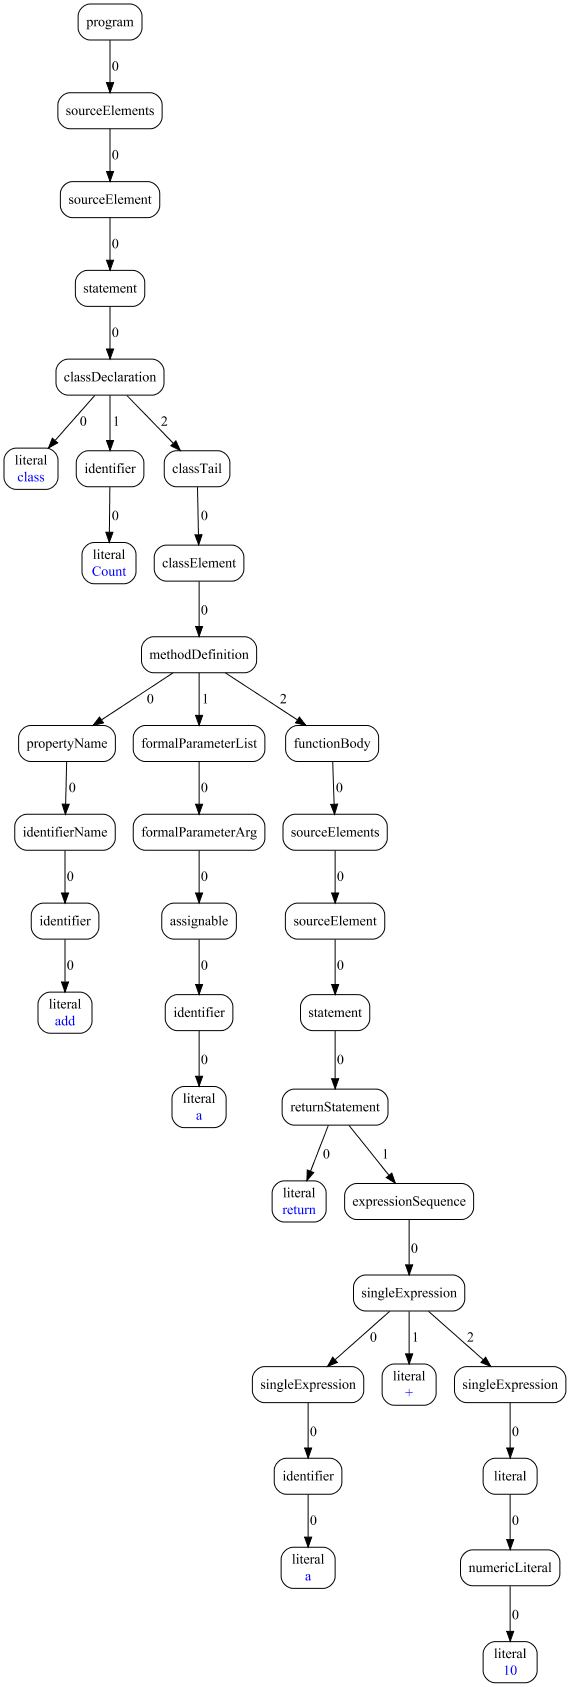 program
0
sourceElements
0
sourceElement
0
statement
0
classDeclaration
0 1 2
literal
class
identifier
classTail
0 0
literal
Count
classElement
0
methodDefinition
0 1 2
propertyName
formalParameterList
functionBody
0 0 0
identifierName
formalParameterArg
sourceElements
0 0 0
identifier
assignable
sourceElement
0 0 0
literal
add
identifier
statement
0 0
literal
a
returnStatement
0 1
literal
return
expressionSequence
0
singleExpression
0 1 2
singleExpression
literal
+
singleExpression
0 0
identifier
literal
0 0
literal
a
numericLiteral
0
literal
10